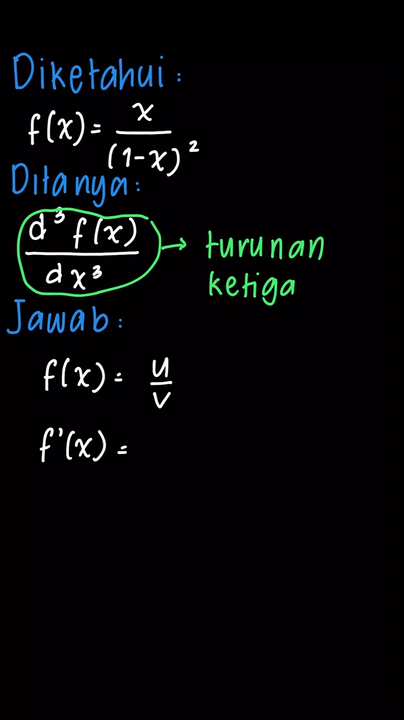 Diketahui:
f(x) = x/(1-x)²
Ditanya:
d³f(x)/dx³ → turunan ketiga
Jawab:
f(x) = u/v
f'(x) =